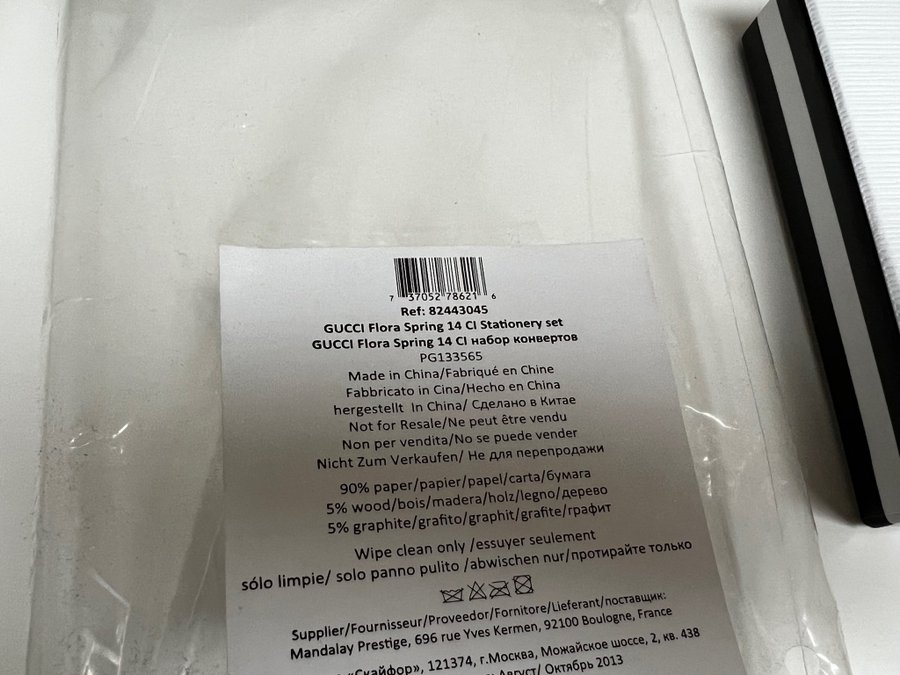 7 37052 78621 6
Ref: 82443045
GUCCI Flora Spring 14 CI Stationery set
GUCCI Flora Spring 14 CI набор конвертов
PG133565
Made in China/Fabriqué en Chine
Fabbricato in Cina/Hecho en China
hergestellt In China/ Сделано в Китае
Not for Resale/Ne peut être vendu
Non per vendita/No se puede vender
Nicht Zum Verkaufen/ Не для перепродажи
90% paper/papier/papel/carta/бумага
5% wood/bois/madera/holz/legno/дерево
5% graphite/grafito/graphit/grafite/графит
Wipe clean only /essuyer seulement
sólo limpie/ solo panno pulito /abwischen nur/протирайте только
Supplier/Fournisseur/Proveedor/Fornitore/Lieferant/поставщик:
Mandalay Prestige, 696 rue Yves Kermen, 92100 Boulogne, France
«Скайфор», 121374, г.Москва, Можайское шоссе, 2, кв. 438
Август/ Октябрь 2013